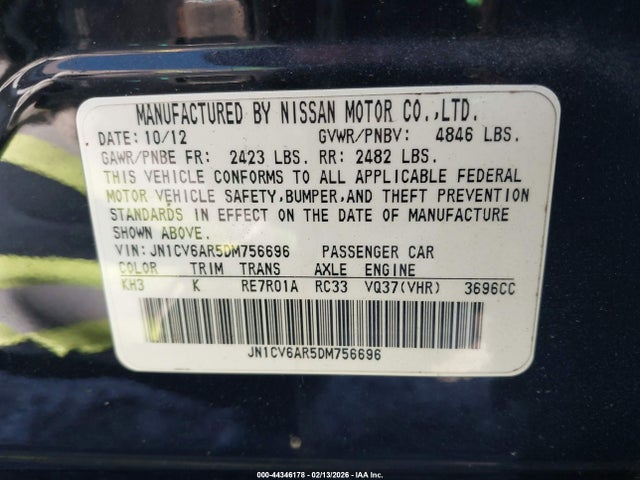 MANUFACTURED BY NISSAN MOTOR CO.,LTD.
DATE: 10/12 GVWR/PNBV: 4846 LBS.
GAWR/PNBE FR: 2423 LBS. RR: 2482 LBS.
THIS VEHICLE CONFORMS TO ALL APPLICABLE FEDERAL
MOTOR VEHICLE SAFETY,BUMPER,AND THEFT PREVENTION
STANDARDS IN EFFECT ON THE DATE OF MANUFACTURE
SHOWN ABOVE.
VIN: JN1CV6AR5DM756696 PASSENGER CAR
COLOR TRIM TRANS AXLE ENGINE
KH3 K RE7R01A RC33 VQ37(VHR) 3696CC
JN1CV6AR5DM756696
000-44346178 - 02/13/2026 - IAA Inc.